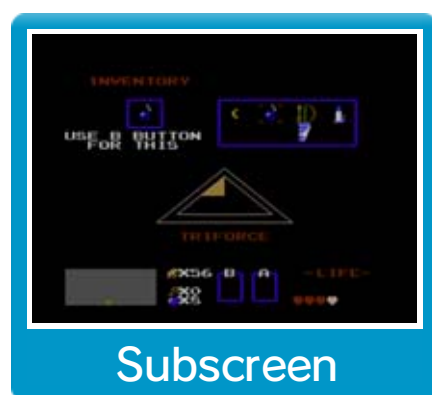 INVENTORY
USE B BUTTON
FOR THIS
TRIFORCE
X56 B A -LIFE-
X0
X5
Subscreen